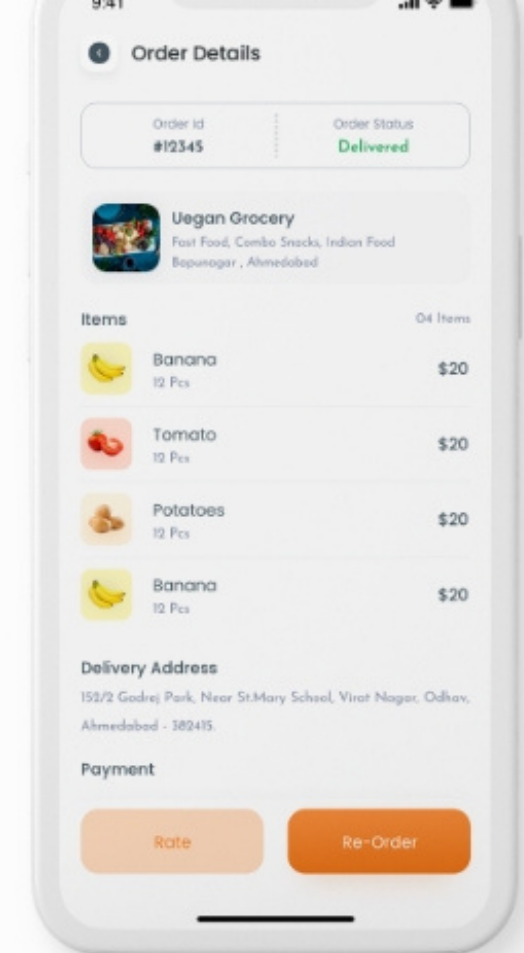 9:41
Order Details
Order Id
Order Status
#12345
Delivered
Vegan Grocery
Fast Food, Combo Snacks, Indian Food
Bapunagar , Ahmedabad
Items
04 Items
Banana
12 Pcs
$20
Tomato
12 Pcs
$20
Potatoes
12 Pcs
$20
Banana
12 Pcs
$20
Delivery Address
152/2 Godrej Park, Near St.Mary School, Virat Nagar, Odhav,
Ahmedabad - 382415.
Payment
Rate
Re-Order